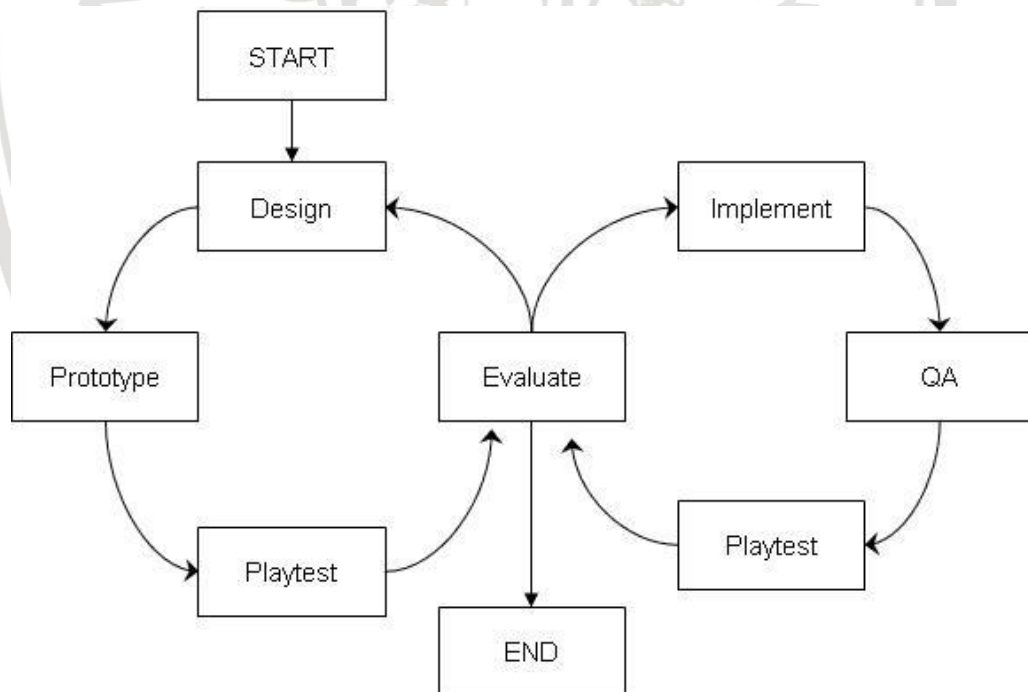 START
Design
Implement
Prototype
Evaluate
QA
Playtest
Playtest
END